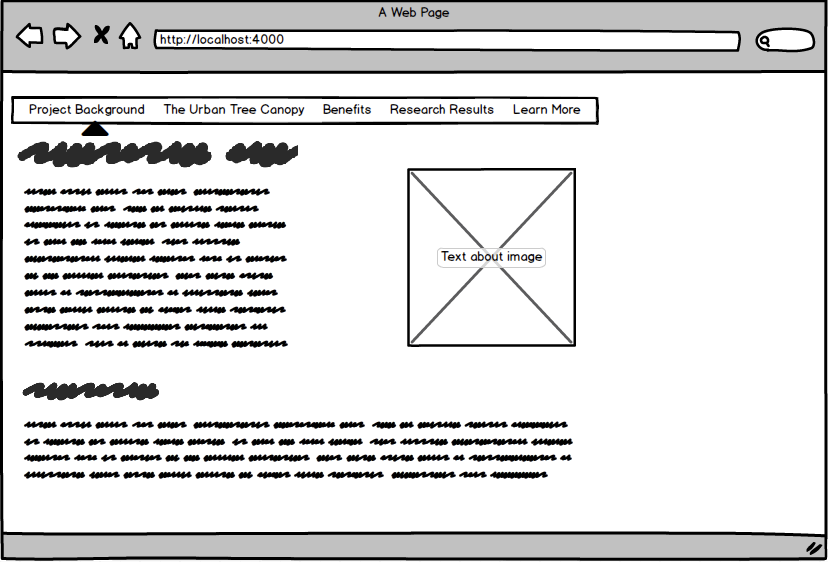 A Web Page
http://localhost:4000
Project Background The Urban Tree Canopy Benefits Research Results Learn More
Text about image